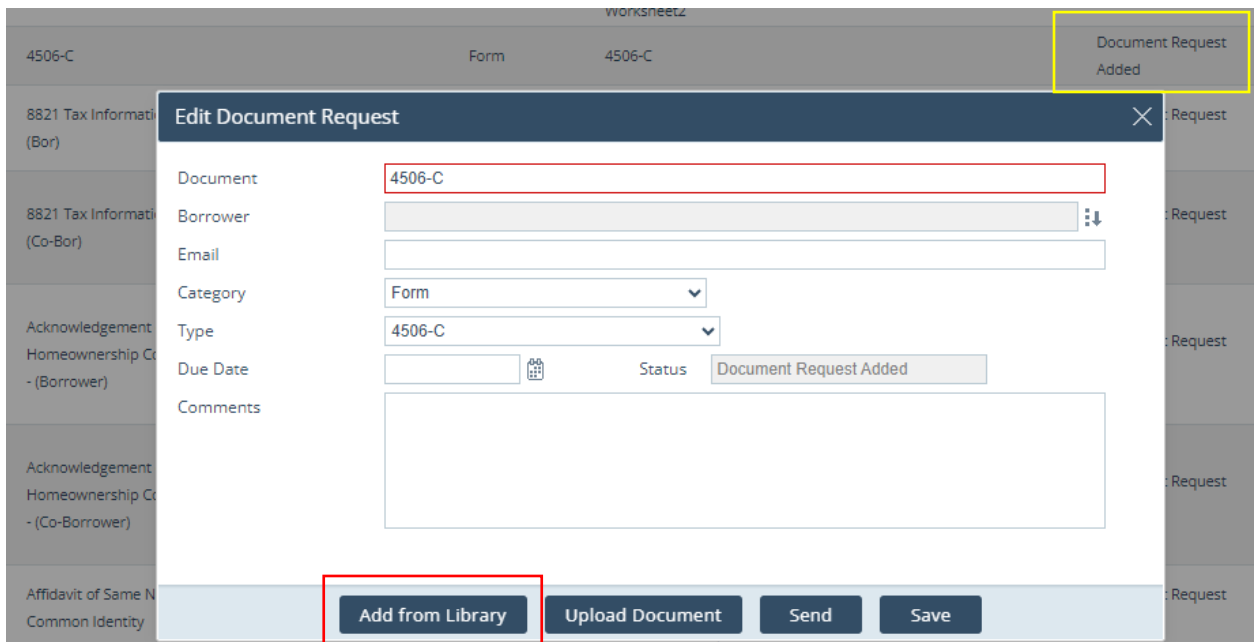 Worksheet2
4506-C Form 4506-C Document Request
Added
8821 Tax Informati
(Bor)
: Request
Edit Document Request
Document 4506-C
Borrower
Email
Category Form
Type 4506-C
Due Date Status Document Request Added
Comments
8821 Tax Informati
(Co-Bor)
: Request
Acknowledgement
Homeownership Co
- (Borrower)
: Request
Acknowledgement
Homeownership Co
- (Co-Borrower)
: Request
Affidavit of Same N
Common Identity
: Request
Add from Library Upload Document Send Save